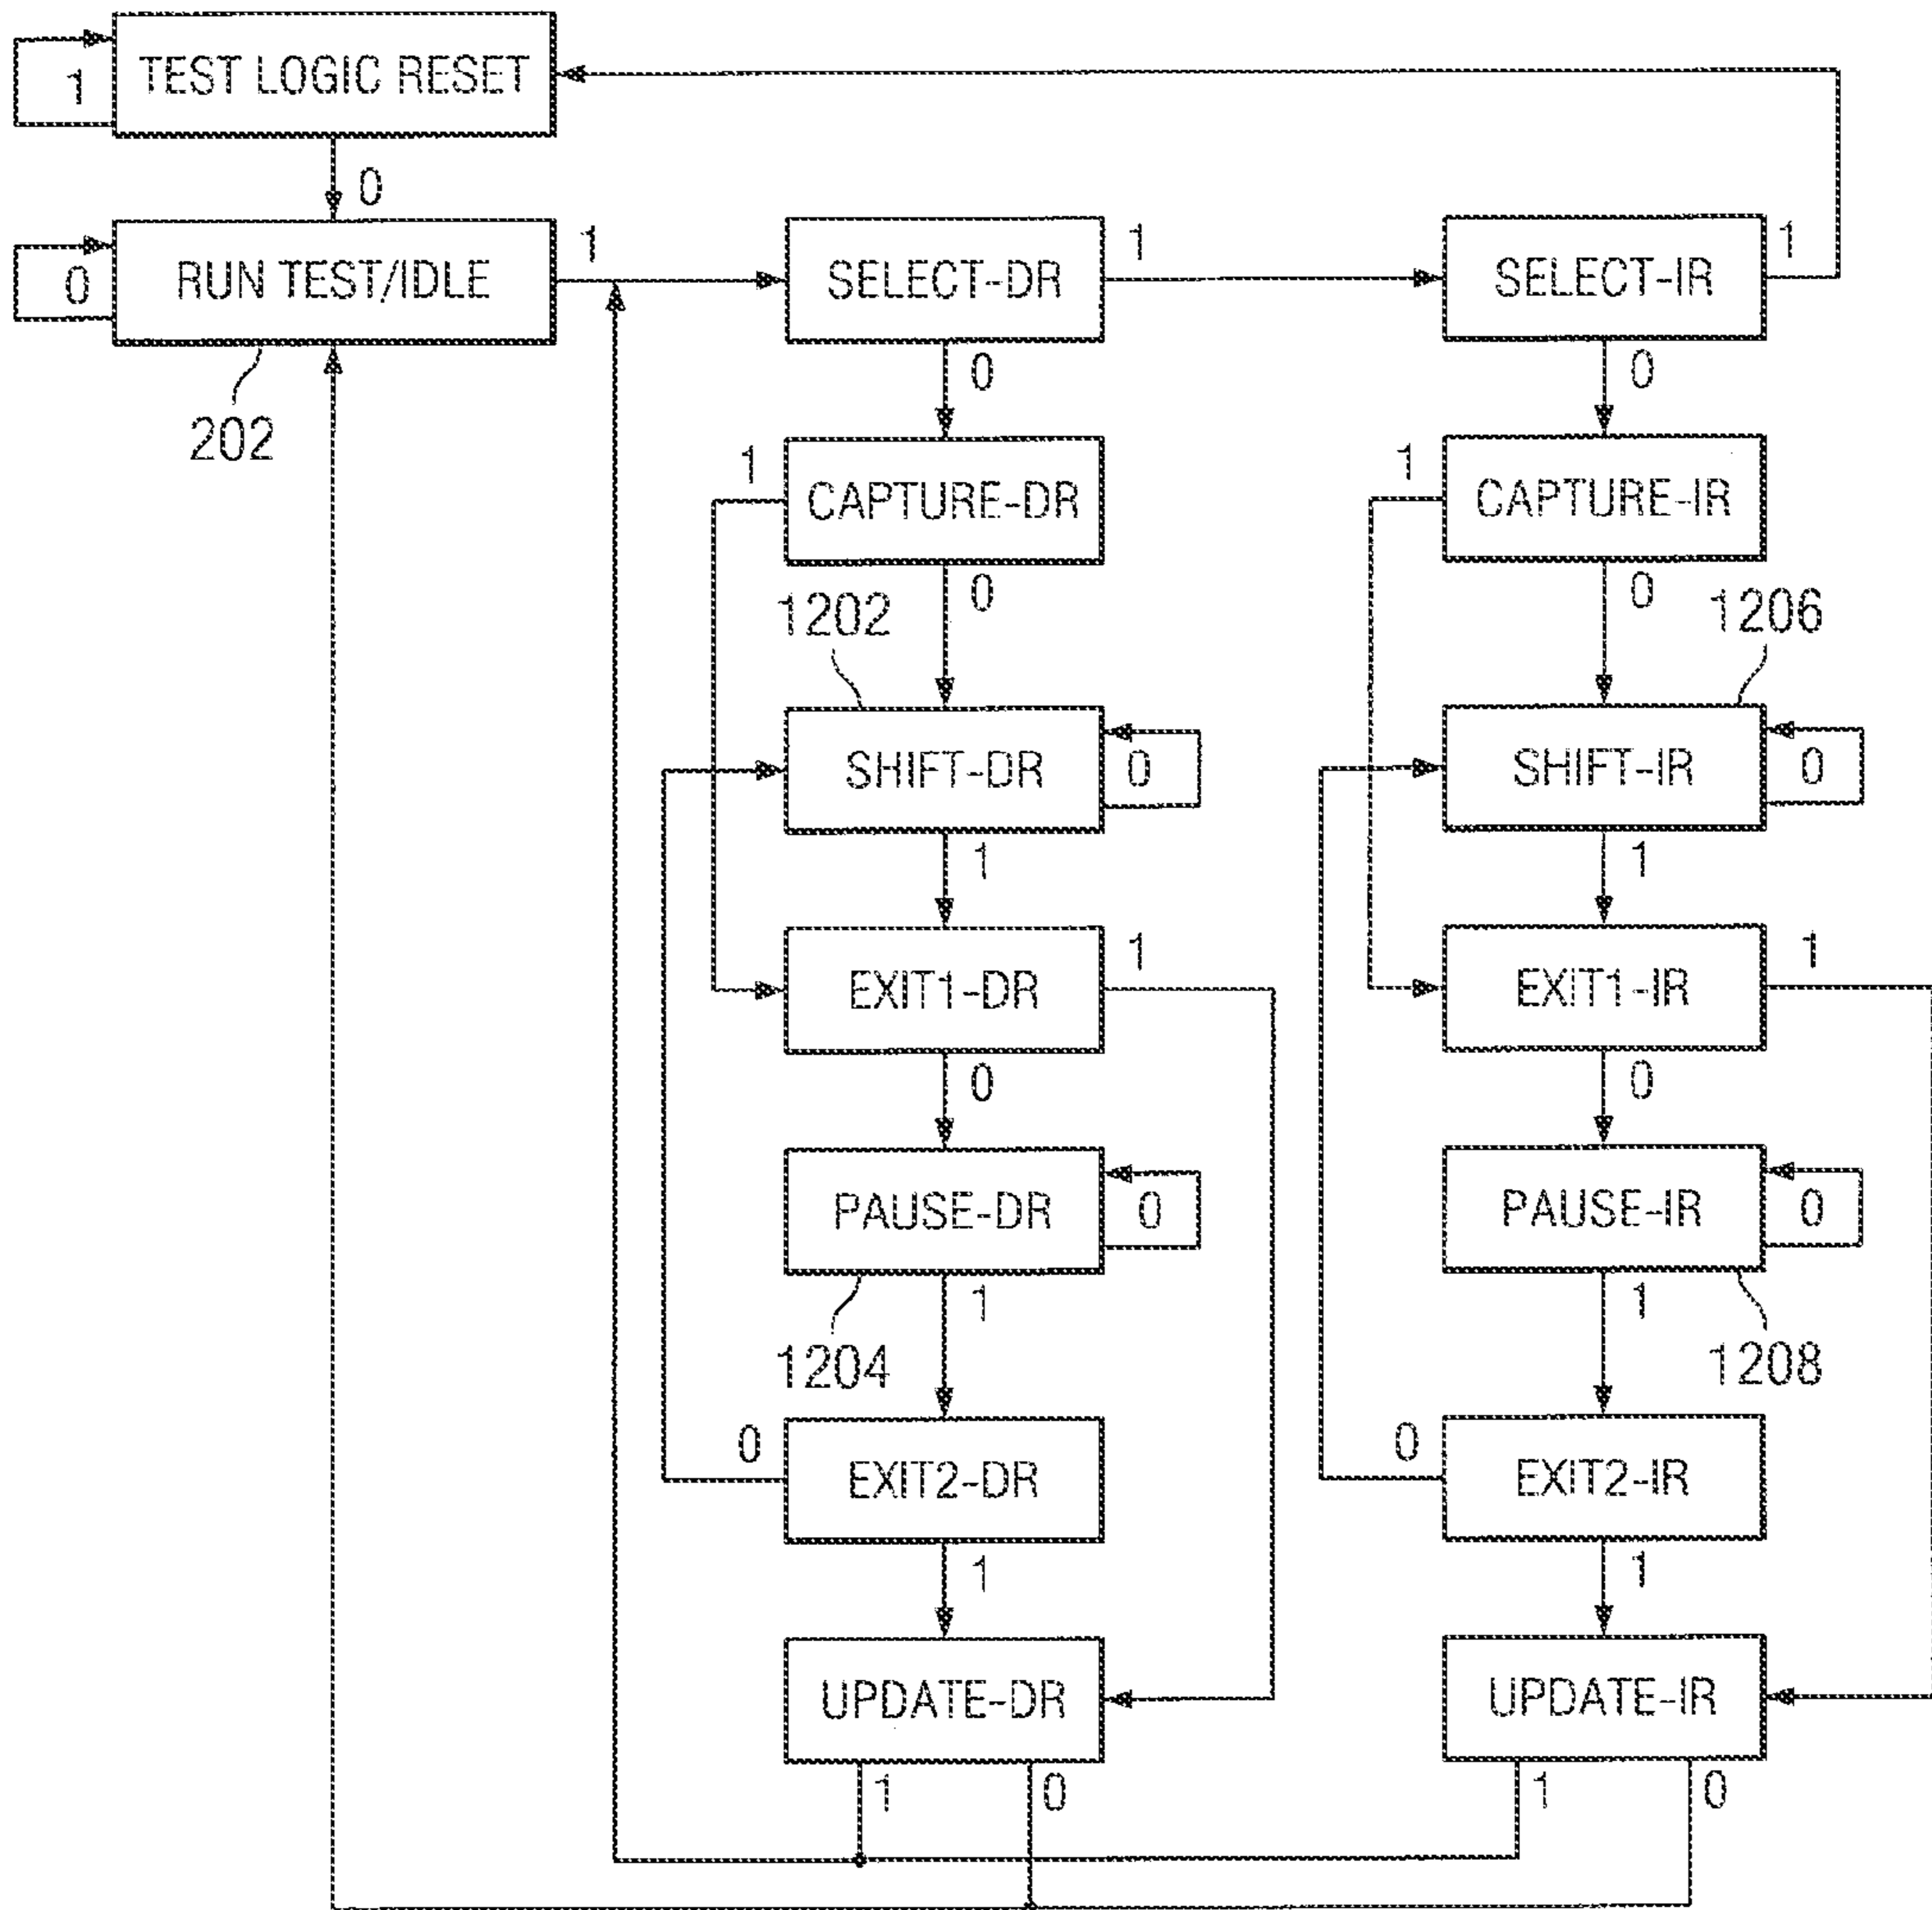 TEST LOGIC RESET
1
0
RUN TEST/IDLE
0
1
202
SELECT-DR
1
0
SELECT-IR
1
0
CAPTURE-DR
1
0
CAPTURE-IR
1
0
1202
SHIFT-DR
0
1
1206
SHIFT-IR
0
1
EXIT1-DR
1
0
EXIT1-IR
1
0
PAUSE-DR
0
1
1204
PAUSE-IR
0
1
1208
EXIT2-DR
0
1
EXIT2-IR
0
1
UPDATE-DR
1
0
UPDATE-IR
1
0